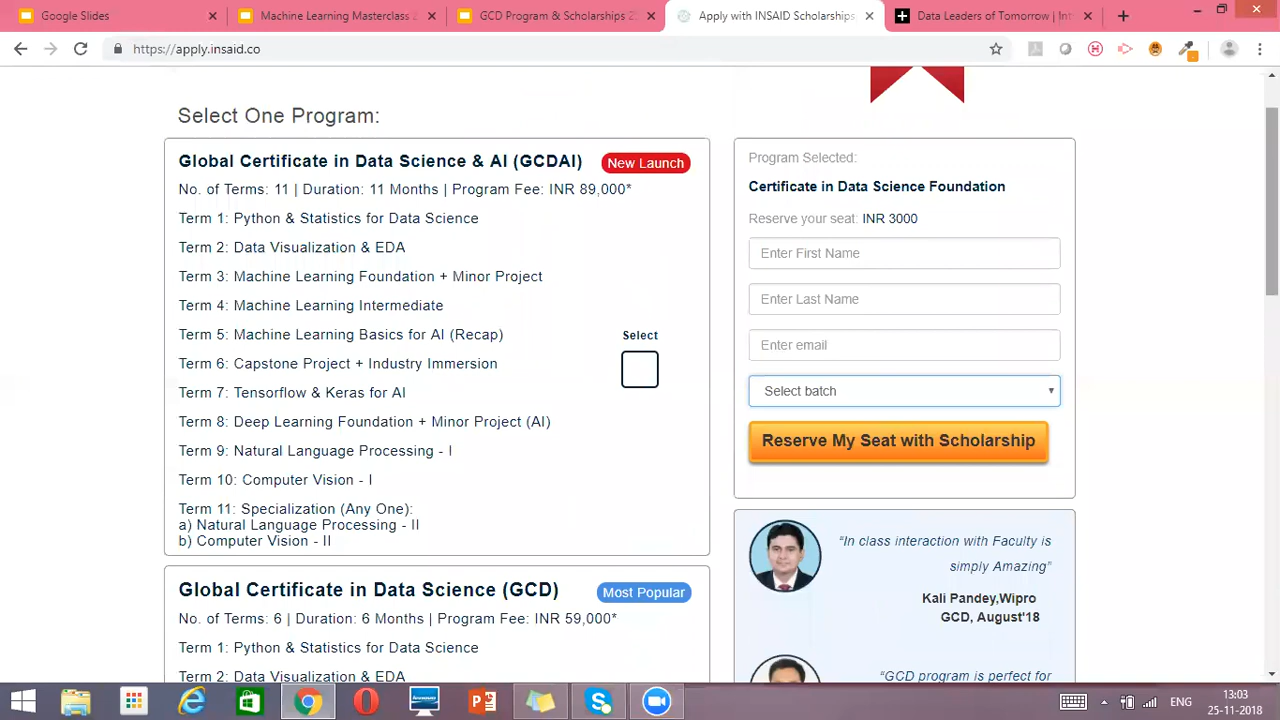 Google Slides
Machine Learning Masterclass 2
GCD Program & Scholarships 2
Apply with INSAID Scholarships
Data Leaders of Tomorrow | Int
https://apply.insaid.co
Select One Program:
Global Certificate in Data Science & AI (GCDAI)
New Launch
No. of Terms: 11 | Duration: 11 Months | Program Fee: INR 89,000*
Term 1: Python & Statistics for Data Science
Term 2: Data Visualization & EDA
Term 3: Machine Learning Foundation + Minor Project
Term 4: Machine Learning Intermediate
Term 5: Machine Learning Basics for AI (Recap)
Term 6: Capstone Project + Industry Immersion
Term 7: Tensorflow & Keras for AI
Term 8: Deep Learning Foundation + Minor Project (AI)
Term 9: Natural Language Processing - I
Term 10: Computer Vision - I
Term 11: Specialization (Any One):
a) Natural Language Processing - II
b) Computer Vision - II
Select
Global Certificate in Data Science (GCD)
Most Popular
No. of Terms: 6 | Duration: 6 Months | Program Fee: INR 59,000*
Term 1: Python & Statistics for Data Science
Term 2: Data Visualization & EDA
Program Selected:
Certificate in Data Science Foundation
Reserve your seat: INR 3000
Enter First Name
Enter Last Name
Enter email
Select batch
Reserve My Seat with Scholarship
“In class interaction with Faculty is
simply Amazing”
Kali Pandey,Wipro
GCD, August'18
“GCD program is perfect for
ENG
13:03
25-11-2018